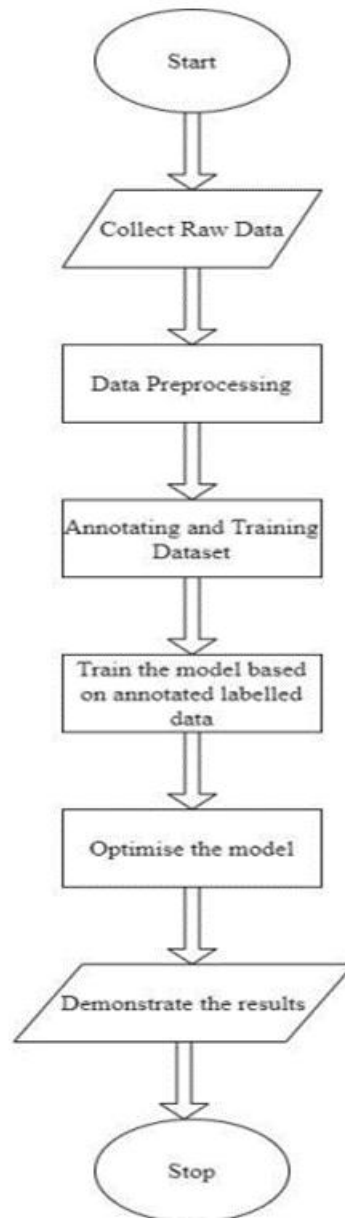 Start
Collect Raw Data
Data Preprocessing
Annotating and Training
Dataset
Train the model based
on annotated labelled
data
Optimise the model
Demonstrate the results
Stop